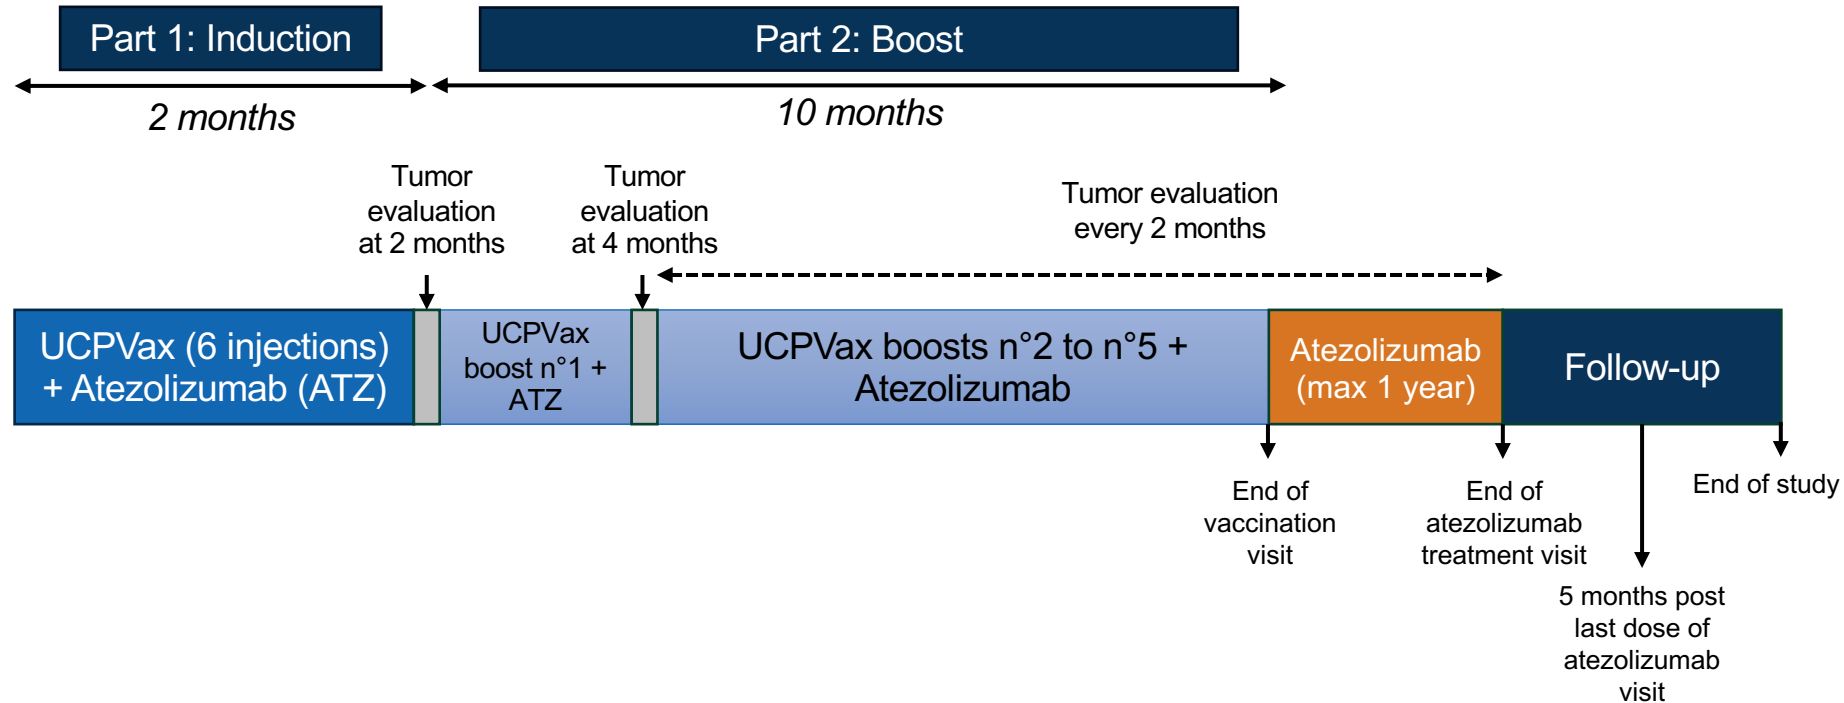 Part 1: Induction
Part 2: Boost
2 months
10 months
Tumor
evaluation
at 2 months
Tumor
evaluation
at 4 months
Tumor evaluation
every 2 months
UCPVax (6 injections)
+ Atezolizumab (ATZ)
UCPVax
boost n°1 +
ATZ
UCPVax boosts n°2 to n°5 +
Atezolizumab
Atezolizumab
(max 1 year)
Follow-up
End of
vaccination
visit
End of
atezolizumab
treatment visit
5 months post
last dose of
atezolizumab
visit
End of study